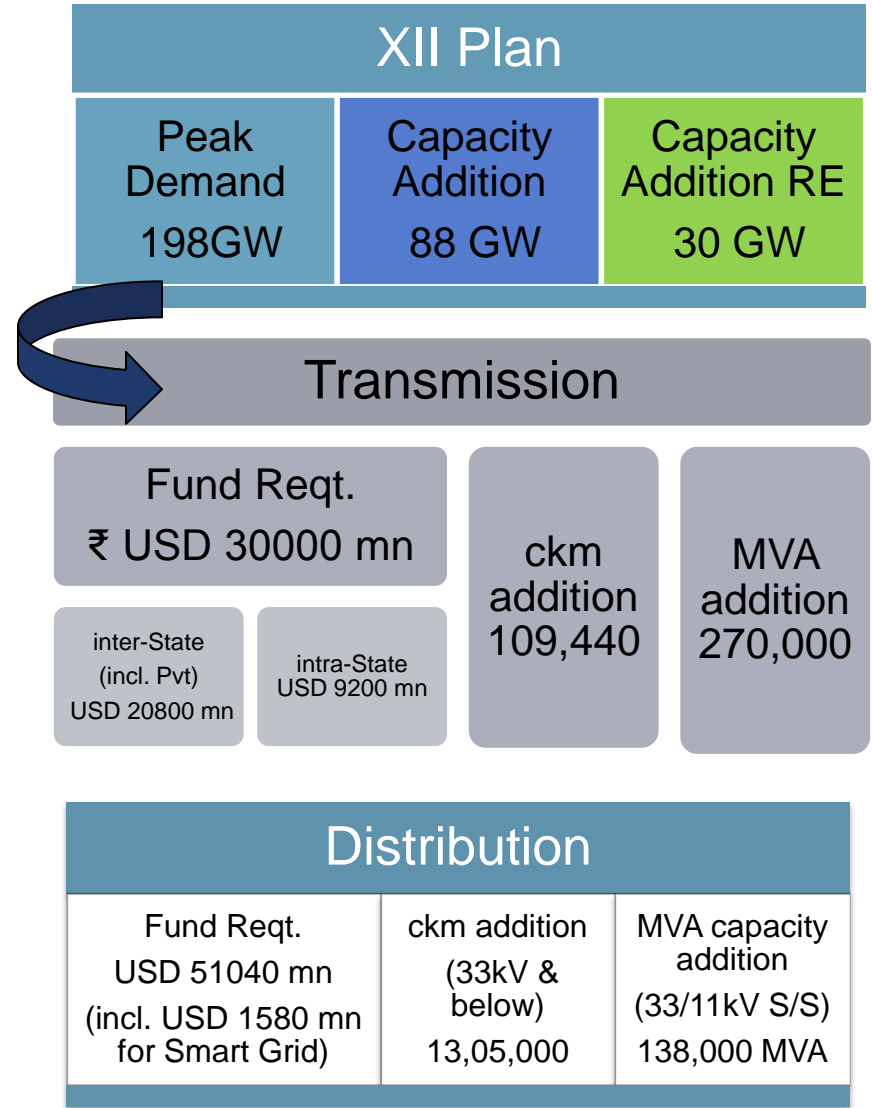 XII Plan
Peak
Demand
198GW
Capacity
Addition
88 GW
Capacity
Addition RE
30 GW
Transmission
Fund Reqt.
₹ USD 30000 mn
inter-State
(incl. Pvt)
USD 20800 mn
intra-State
USD 9200 mn
ckm
addition
109,440
MVA
addition
270,000
Distribution
Fund Reqt.
USD 51040 mn
(incl. USD 1580 mn
for Smart Grid)
ckm addition
(33kV &
below)
13,05,000
MVA capacity
addition
(33/11kV S/S)
138,000 MVA